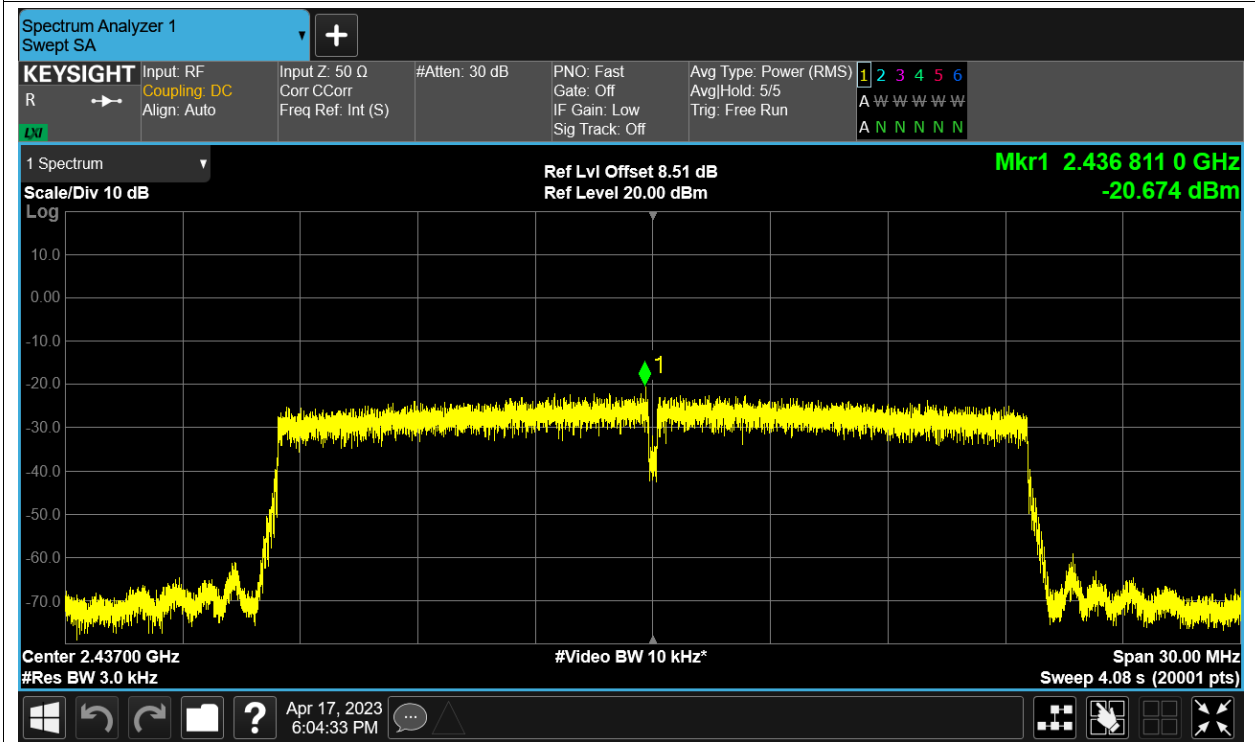 Spectrum Analyzer 1
Swept SA
+
KEYSIGHT
R
LXI
Input: RF
Coupling: DC
Align: Auto
Input Z: 50 Ω
Corr CCorr
Freq Ref: Int (S)
#Atten: 30 dB
PNO: Fast
Gate: Off
IF Gain: Low
Sig Track: Off
Avg Type: Power (RMS)
Avg|Hold: 5/5
Trig: Free Run
1 2 3 4 5 6
A W W W W W
A N N N N N
1 Spectrum
Scale/Div 10 dB
Ref Lvl Offset 8.51 dB
Ref Level 20.00 dBm
Mkr1 2.436 811 0 GHz
-20.674 dBm
Log
10.0
0.00
-10.0
-20.0
-30.0
-40.0
-50.0
-60.0
-70.0
1
Center 2.43700 GHz
#Res BW 3.0 kHz
#Video BW 10 kHz*
Span 30.00 MHz
Sweep 4.08 s (20001 pts)
?
Apr 17, 2023
6:04:33 PM